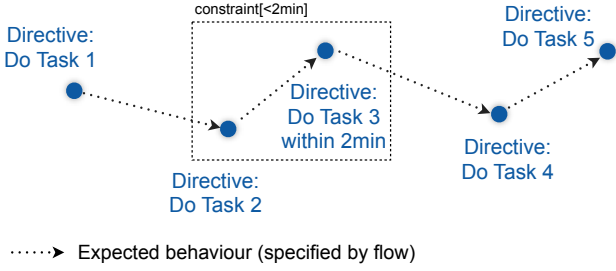 Directive:
Do Task 1
constraint[<2min]
Directive:
Do Task 5
Directive:
Do Task 3
within 2min
Directive:
Do Task 2
Directive:
Do Task 4
Expected behaviour (specified by flow)